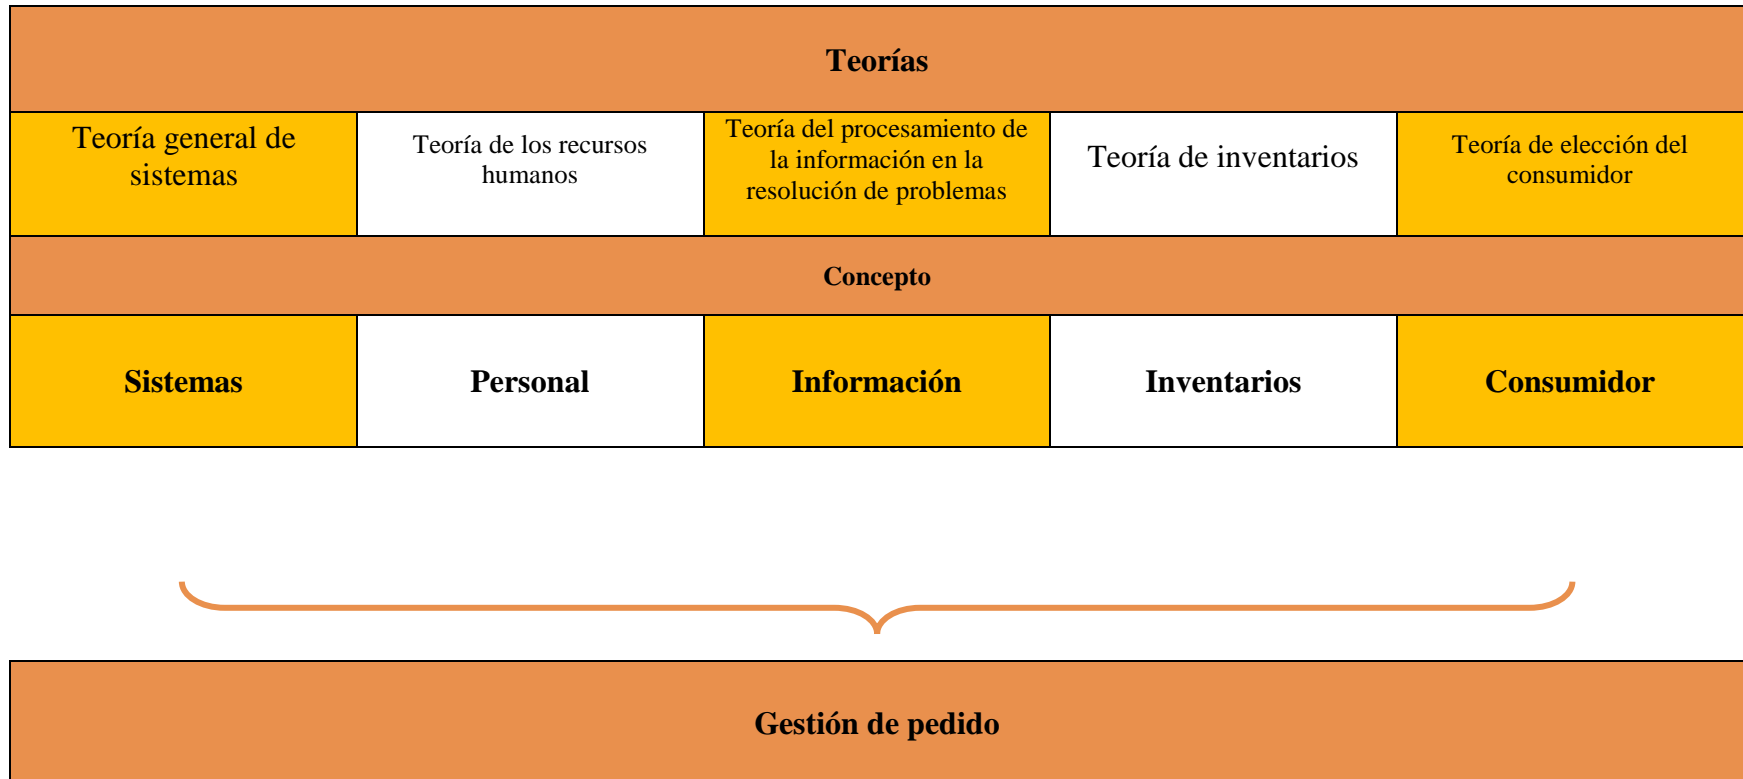 Teorías
Teoría general de
sistemas
Teoría de los recursos
humanos
Teoría del procesamiento de
la información en la
resolución de problemas
Teoría de inventarios
Teoría de elección del
consumidor
Concepto
Sistemas
Personal
Información
Inventarios
Consumidor
Gestión de pedido